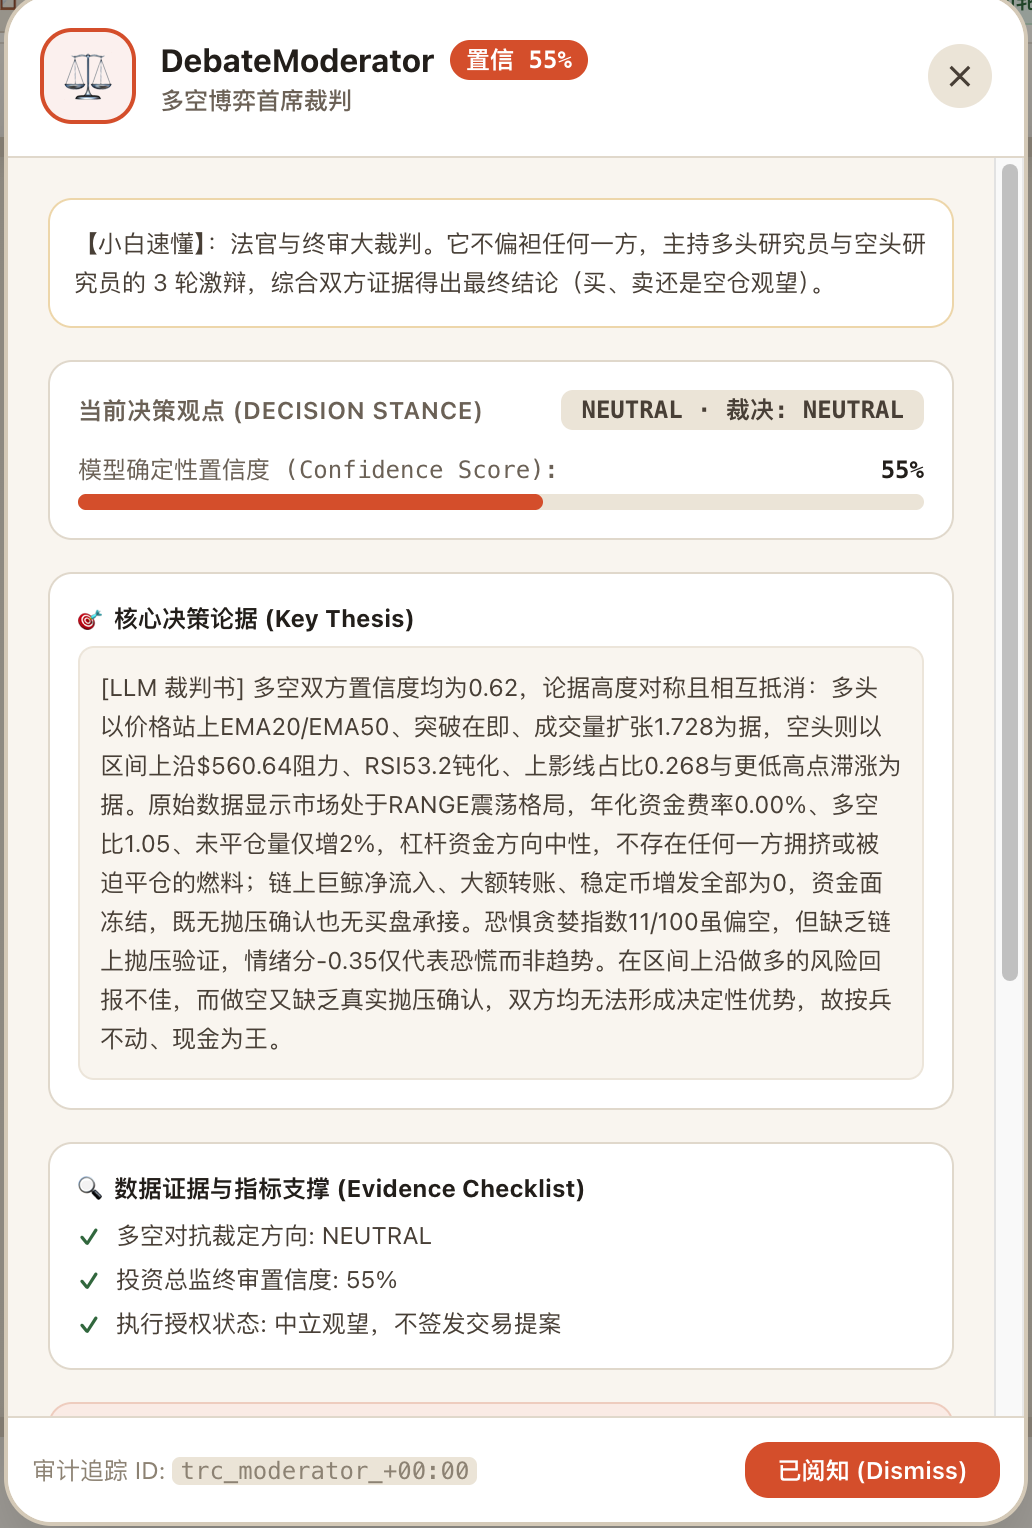 DebateModerator
置信 55%
多空博弈首席裁判
【小白速懂】：法官与终审大裁判。它不偏袒任何一方，主持多头研究员与空头研
究员的 3 轮激辩，综合双方证据得出最终结论（买、卖还是空仓观望）。
当前决策观点 (DECISION STANCE)
NEUTRAL · 裁决: NEUTRAL
模型确定性置信度 (Confidence Score):
55%
核心决策论据 (Key Thesis)
[LLM 裁判书] 多空双方置信度均为0.62，论据高度对称且相互抵消：多头
以价格站上EMA20/EMA50、突破在即、成交量扩张1.728为据，空头则以
区间上沿$560.64阻力、RSI53.2钝化、上影线占比0.268与更低高点滞涨为
据。原始数据显示市场处于RANGE震荡格局，年化资金费率0.00%、多空
比1.05、未平仓量仅增2%，杠杆资金方向中性，不存在任何一方拥挤或被
迫平仓的燃料；链上巨鲸净流入、大额转账、稳定币增发全部为0，资金面
冻结，既无抛压确认也无买盘承接。恐惧贪婪指数11/100虽偏空，但缺乏链
上抛压验证，情绪分-0.35仅代表恐慌而非趋势。在区间上沿做多的风险回
报不佳，而做空又缺乏真实抛压确认，双方均无法形成决定性优势，故按兵
不动、现金为王。
数据证据与指标支撑 (Evidence Checklist)
多空对抗裁定方向: NEUTRAL
投资总监终审置信度: 55%
执行授权状态: 中立观望，不签发交易提案
审计追踪 ID: trc_moderator_+00:00
已阅知 (Dismiss)